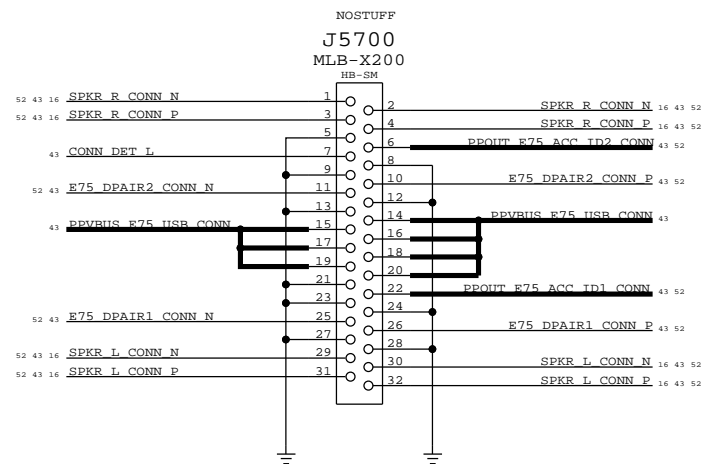 NOSTUFF
J5700
MLB-X200
HB-SM
52 43 16 SPKR_R_CONN_N 1
2 SPKR_R_CONN_N 16 43 52
52 43 16 SPKR_R_CONN_P 3
4 SPKR_R_CONN_P 16 43 52
5
6 PPOUT_E75_ACC_ID2_CONN 43 52
43 CONN_DET_L 7
8
9
10 E75_DPAIR2_CONN_P 43 52
52 43 E75_DPAIR2_CONN_N 11
12
13
14 PPVBUS_E75_USB_CONN 43
43 PPVBUS_E75_USB_CONN 15
16
17
18
19
20
21
22 PPOUT_E75_ACC_ID1_CONN 43 52
23
24
52 43 E75_DPAIR1_CONN_N 25
26 E75_DPAIR1_CONN_P 43 52
27
28
52 43 16 SPKR_L_CONN_N 29
30 SPKR_L_CONN_N 16 43 52
52 43 16 SPKR_L_CONN_P 31
32 SPKR_L_CONN_P 16 43 52